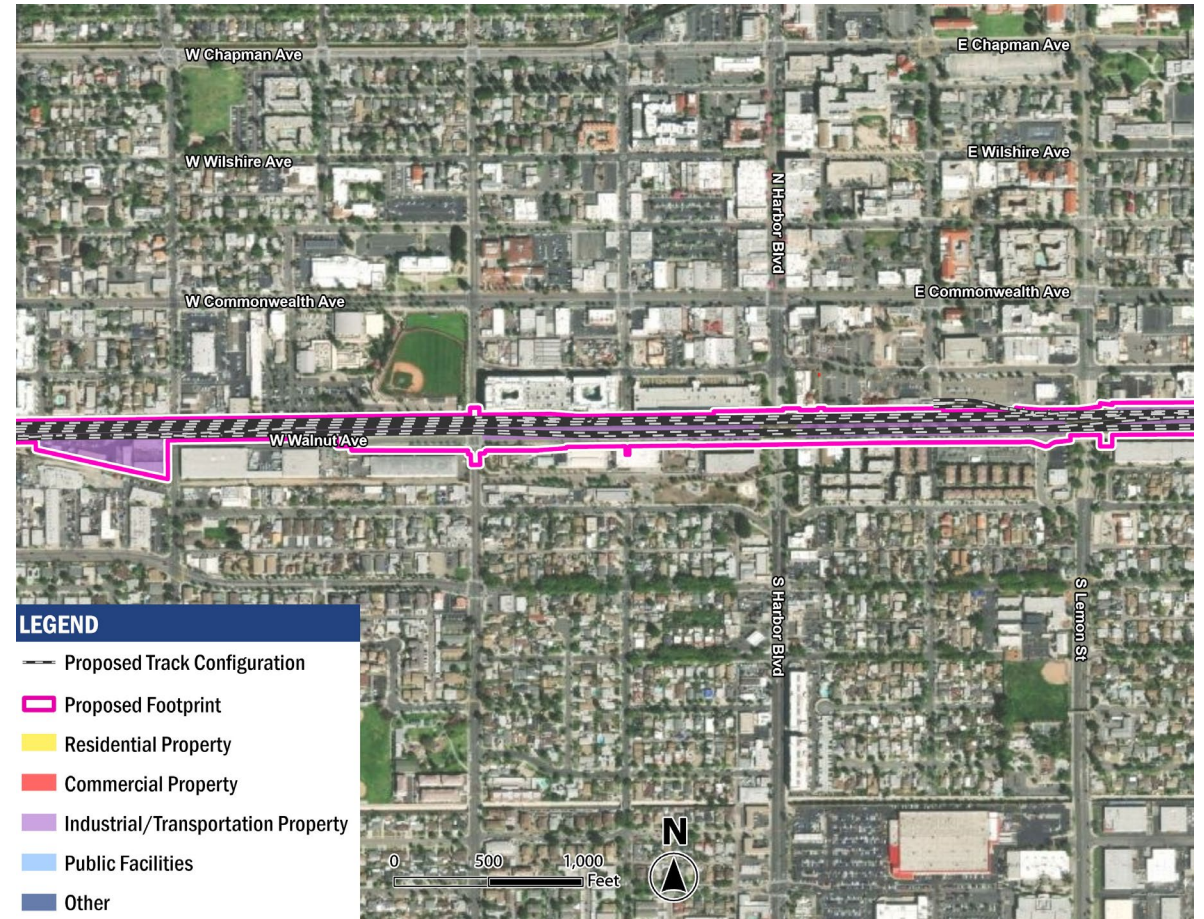 W Chapman Ave
E Chapman Ave
W Wilshire Ave
E Wilshire Ave
N Harbor Blvd
W Commonwealth Ave
E Commonwealth Ave
W Walnut Ave
S Harbor Blvd
S Lemon St
LEGEND
Proposed Track Configuration
Proposed Footprint
Residential Property
Commercial Property
Industrial/Transportation Property
Public Facilities
Other
0 500 1,000
Feet
N